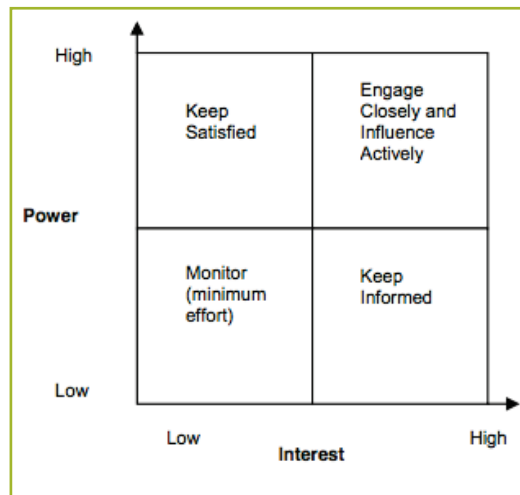 High
Keep
Satisfied
Engage
Closely and
Influence
Actively
Power
Monitor
(minimum
effort)
Keep
Informed
Low
Low
High
Interest